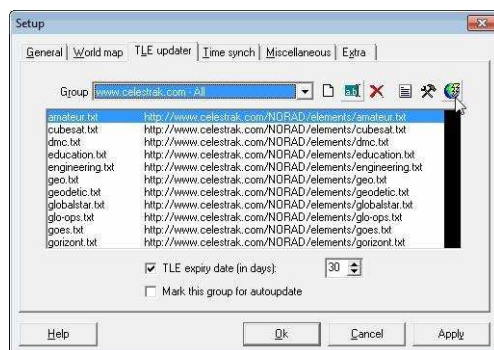 Setup
General World map TLE updater Time synch Miscellaneous Extra
Group www.celestrak.com - All
amateur.txt http://www.celestrak.com/NORAD/elements/amateur.txt
cubesat.txt http://www.celestrak.com/NORAD/elements/cubesat.txt
dmc.txt http://www.celestrak.com/NORAD/elements/dmc.txt
education.txt http://www.celestrak.com/NORAD/elements/education.txt
engineering.txt http://www.celestrak.com/NORAD/elements/engineering.txt
geo.txt http://www.celestrak.com/NORAD/elements/geo.txt
geodetic.txt http://www.celestrak.com/NORAD/elements/geodetic.txt
globalstar.txt http://www.celestrak.com/NORAD/elements/globalstar.txt
glo-ops.txt http://www.celestrak.com/NORAD/elements/glo-ops.txt
goes.txt http://www.celestrak.com/NORAD/elements/goes.txt
gorizont.txt http://www.celestrak.com/NORAD/elements/gorizont.txt
TLE expiry date (in days): 30
Mark this group for autoupdate
Help Ok Cancel Apply